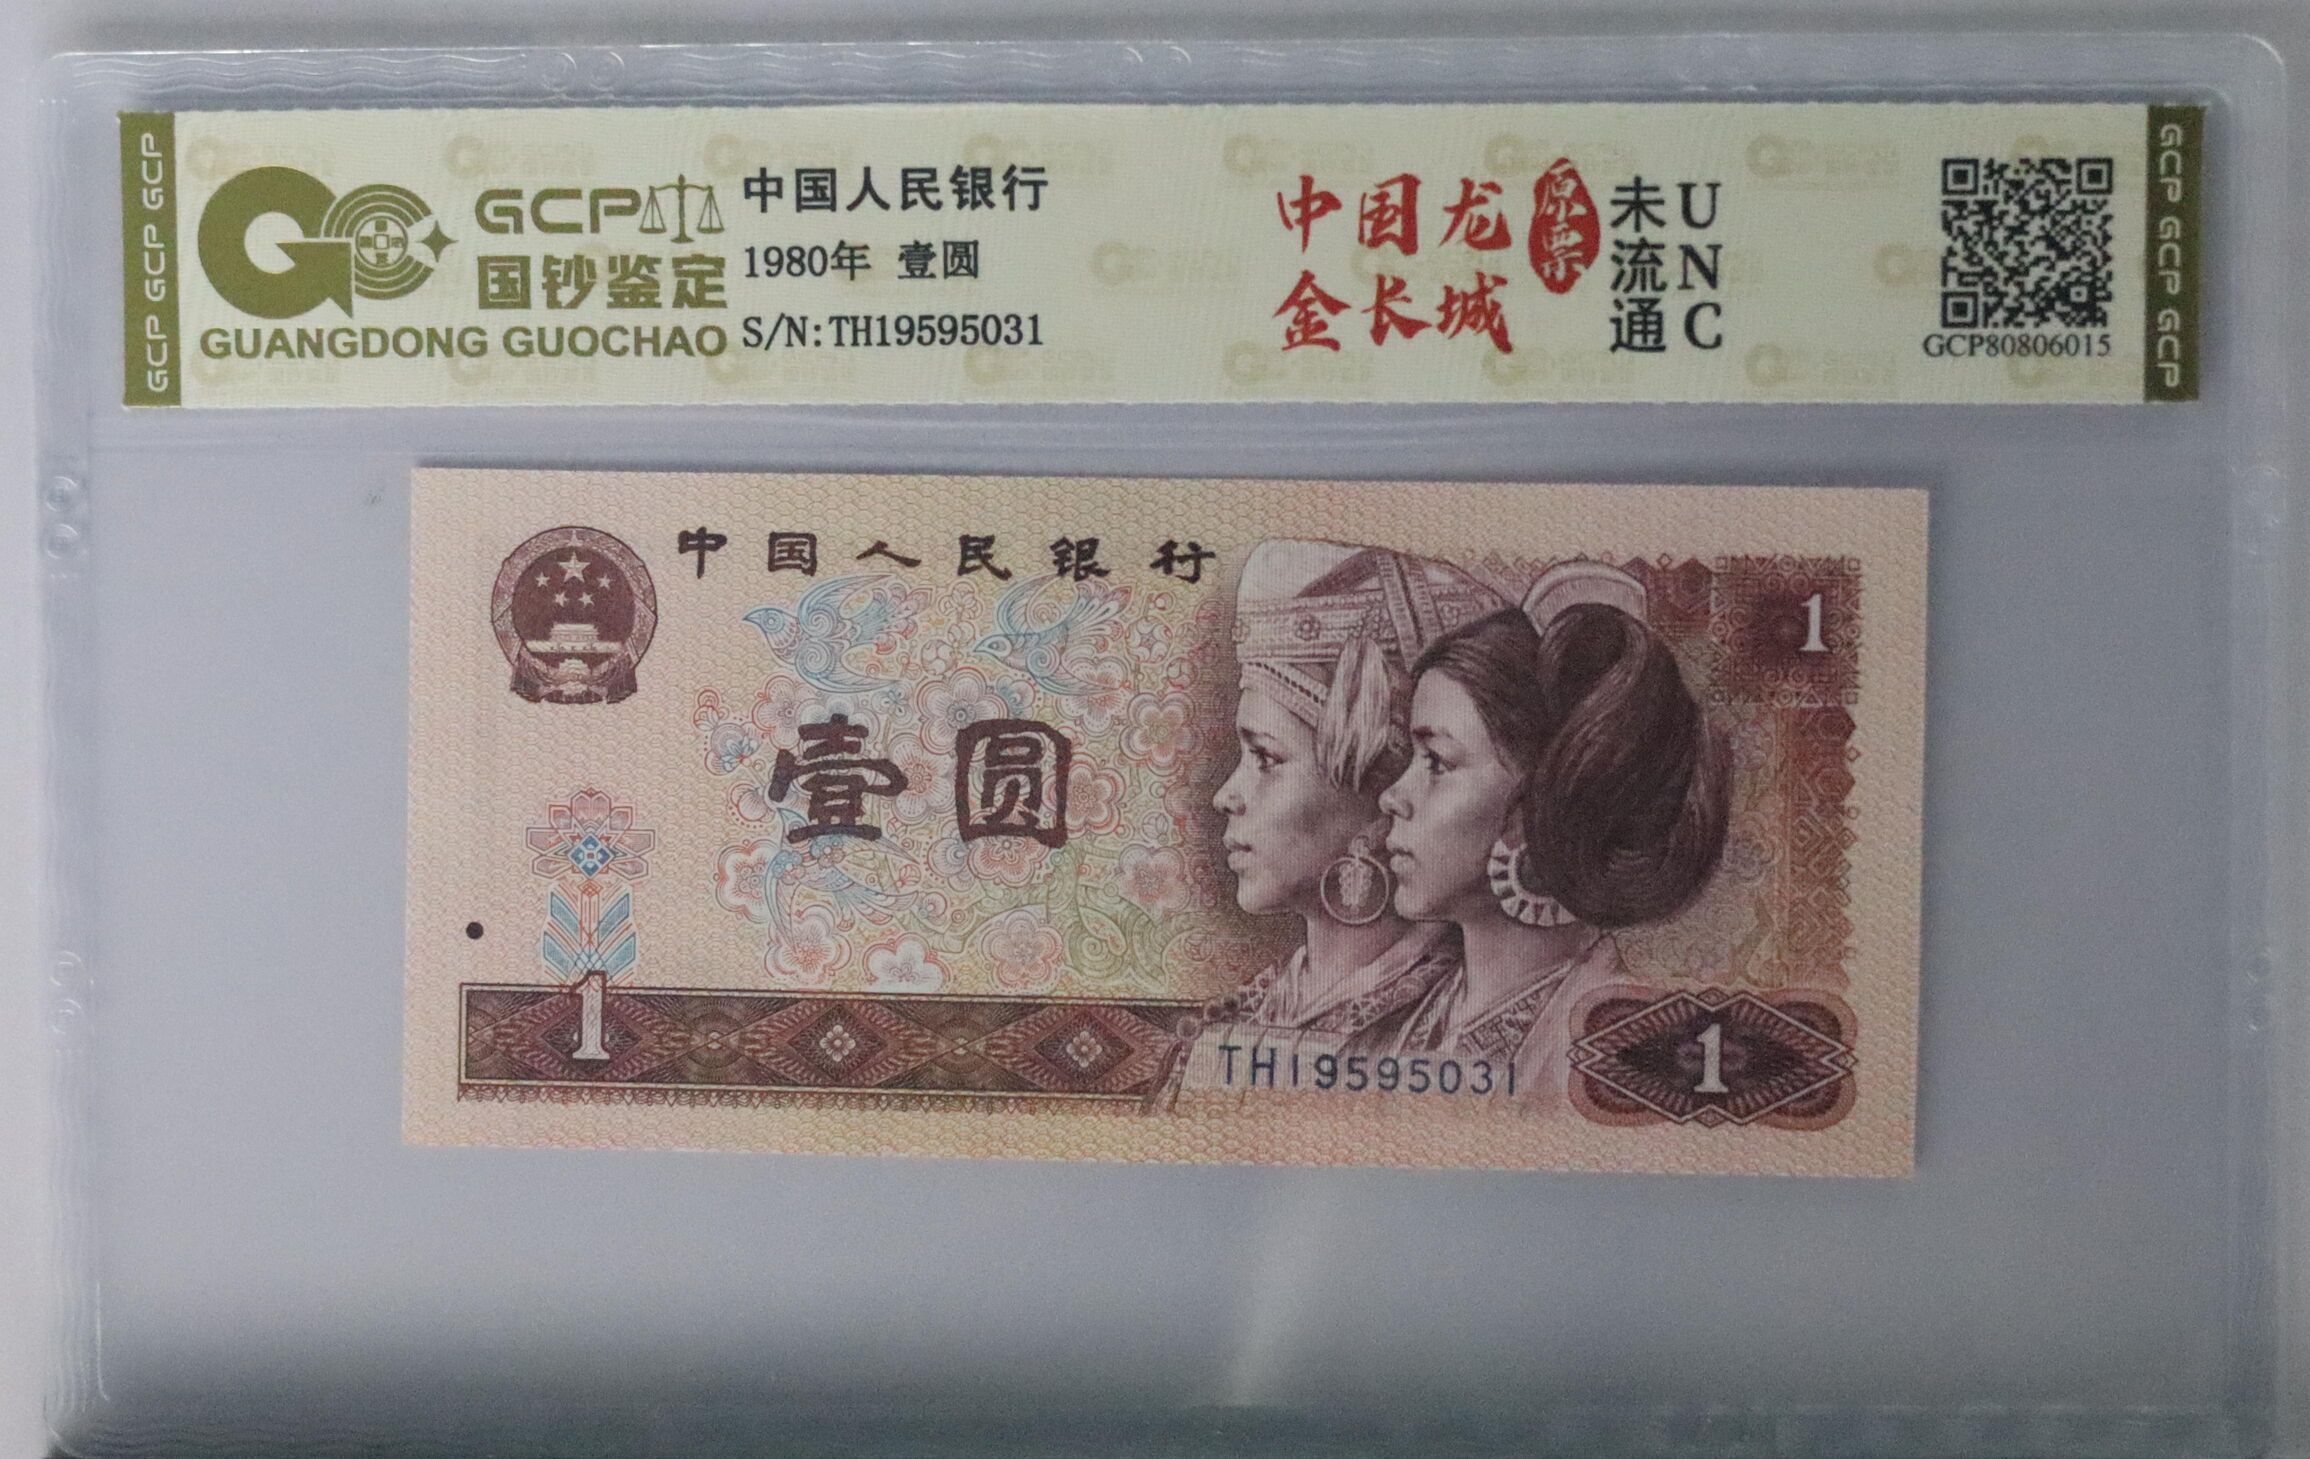 GCP GCP GCP
GCP
国钞鉴定
GUANGDONG GUOCHAO
中国人民银行
1980年 壹圆
S/N:TH19595031
中国龙
金长城
原票
未流通
UNC
GCP80806015
GCP GCP GCP
中国人民银行
1
壹圆
1
TH19595031
1